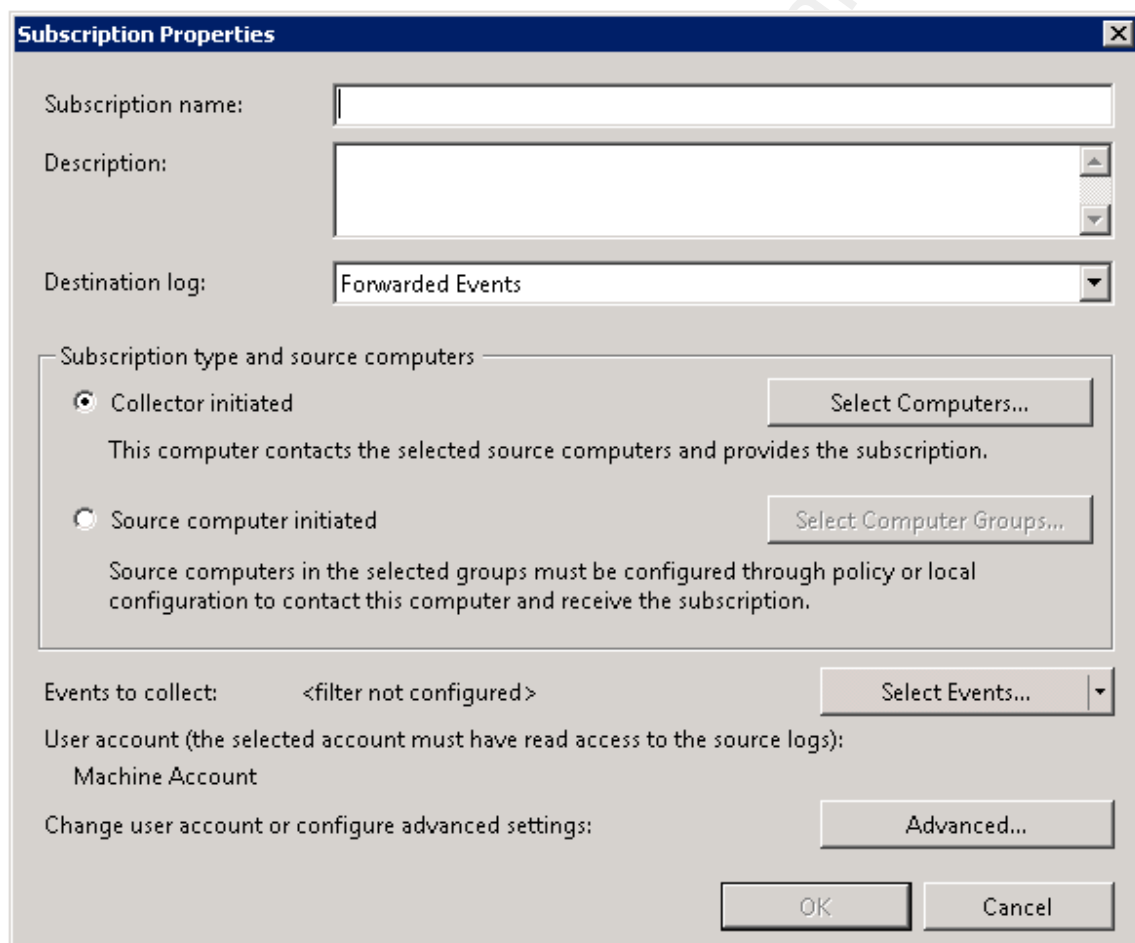 Subscription Properties
Subscription name:
Description:
Destination log: Forwarded Events
Subscription type and source computers
Collector initiated Select Computers...
This computer contacts the selected source computers and provides the subscription.
Source computer initiated Select Computer Groups...
Source computers in the selected groups must be configured through policy or local
configuration to contact this computer and receive the subscription.
Events to collect: <filter not configured> Select Events...
User account (the selected account must have read access to the source logs):
Machine Account
Change user account or configure advanced settings: Advanced...
OK Cancel